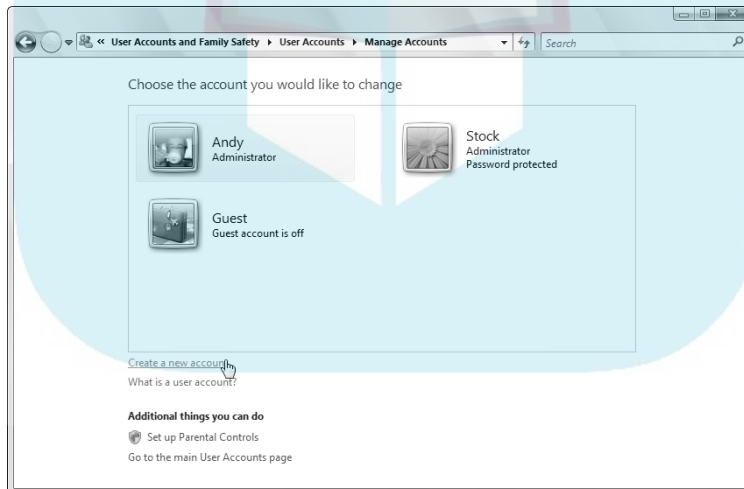 « User Accounts and Family Safety ▸ User Accounts ▸ Manage Accounts
Search
Choose the account you would like to change
Andy
Administrator
Stock
Administrator
Password protected
Guest
Guest account is off
Create a new account
What is a user account?
Additional things you can do
Set up Parental Controls
Go to the main User Accounts page